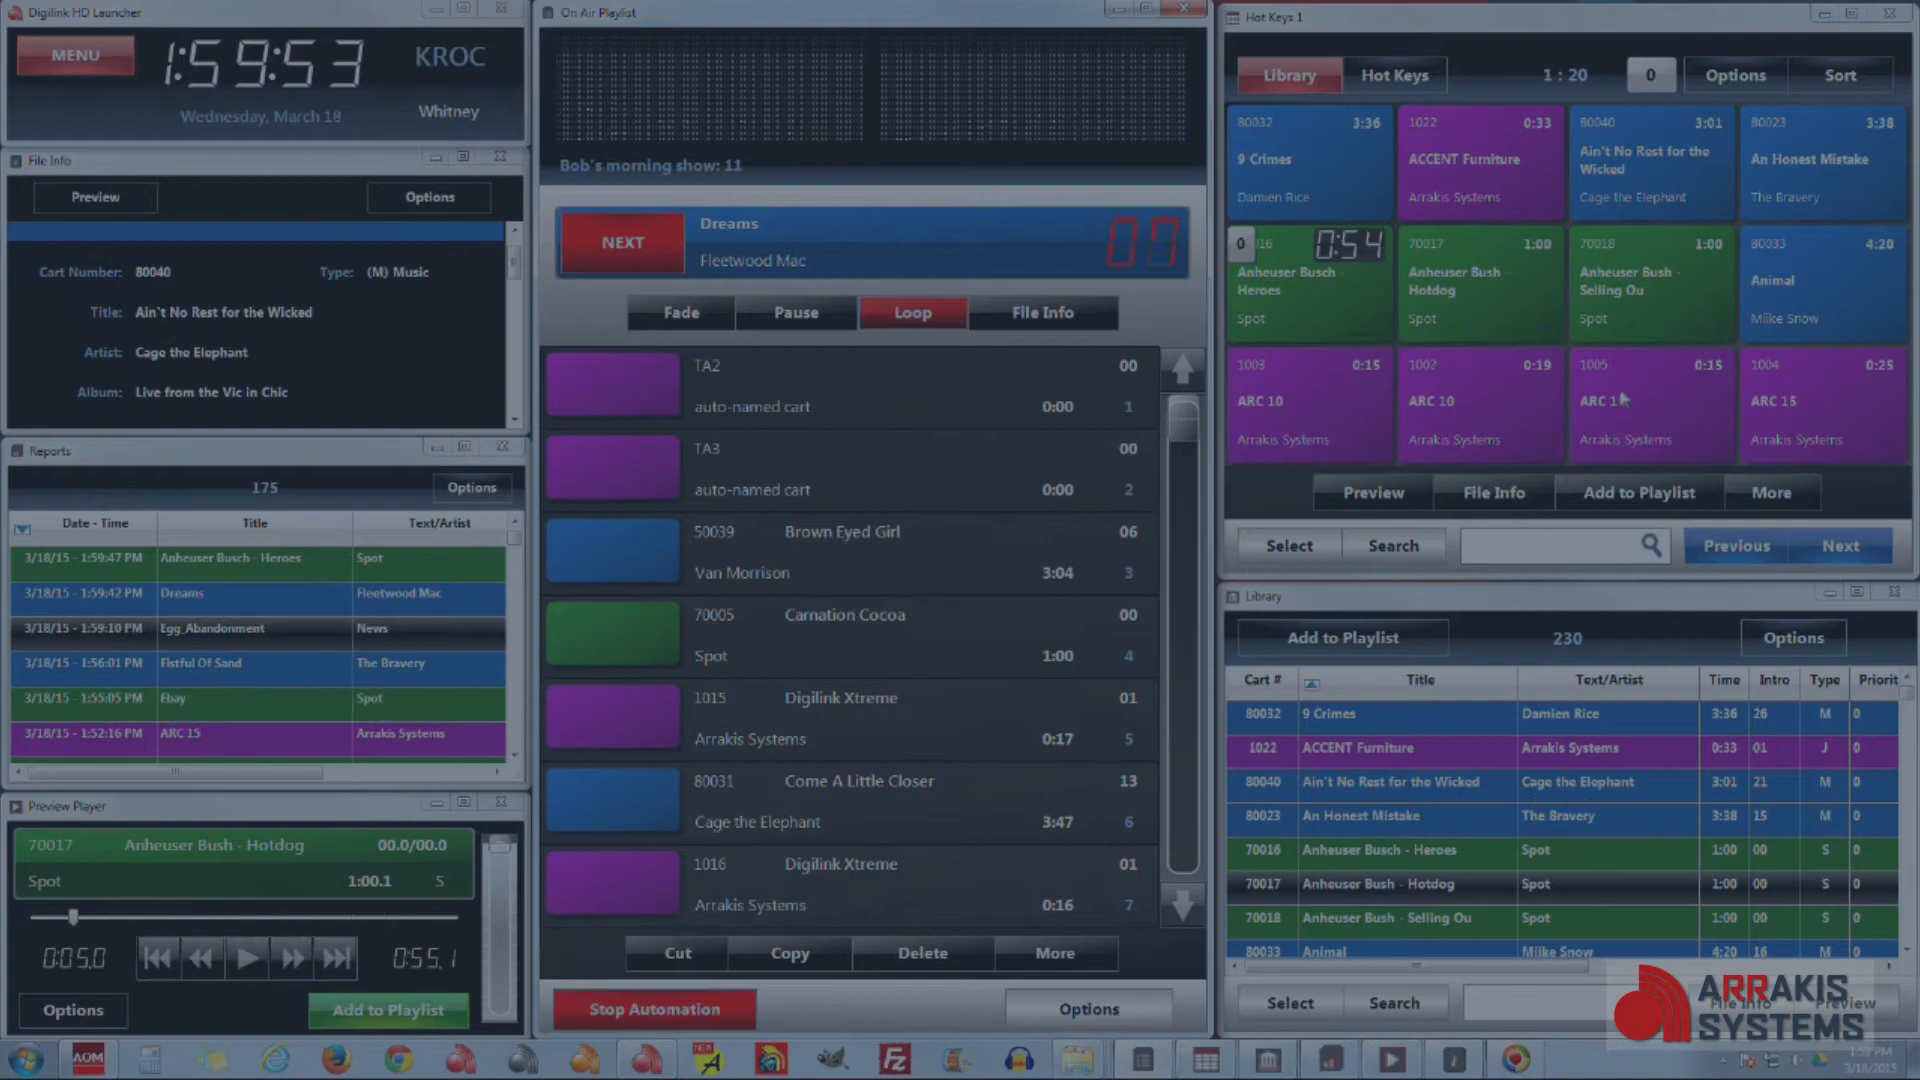 Digilink HD Launcher
MENU
1:59:53
KROC
Wednesday, March 18
Whitney
File Info
Preview
Options
Cart Number: 80040 Type: (M) Music
Title: Ain't No Rest for the Wicked
Artist: Cage the Elephant
Album: Live from the Vic in Chic
Reports
175
Options
Date - Time Title Text/Artist
3/18/15 - 1:59:47 PM Anheuser Busch - Heroes Spot
3/18/15 - 1:59:42 PM Dreams Fleetwood Mac
3/18/15 - 1:59:10 PM Egg_Abandonment News
3/18/15 - 1:56:01 PM Fistful Of Sand The Bravery
3/18/15 - 1:55:05 PM Ebay Spot
3/18/15 - 1:52:16 PM ARC 15 Arrakis Systems
Preview Player
70017 Anheuser Bush - Hotdog 00.0/00.0
Spot 1:00.1 S
0:05.0 0:55.1
Options Add to Playlist
On Air Playlist
Bob's morning show: 11
NEXT
Dreams
Fleetwood Mac
07
Fade Pause Loop File Info
TA2 00
auto-named cart 0:00 1
TA3 00
auto-named cart 0:00 2
50039 Brown Eyed Girl 06
Van Morrison 3:04 3
70005 Carnation Cocoa 00
Spot 1:00 4
1015 Digilink Xtreme 01
Arrakis Systems 0:17 5
80031 Come A Little Closer 13
Cage the Elephant 3:47 6
1016 Digilink Xtreme 01
Arrakis Systems 0:16 7
Cut Copy Delete More
Stop Automation Options
Hot Keys 1
Library Hot Keys 1 : 20 0 Options Sort
80032 3:36
9 Crimes
Damien Rice
1022 0:33
ACCENT Furniture
Arrakis Systems
80040 3:01
Ain't No Rest for the
Wicked
Cage the Elephant
80023 3:38
An Honest Mistake
The Bravery
0 16 0:54
Anheuser Busch -
Heroes
Spot
70017 1:00
Anheuser Bush -
Hotdog
Spot
70018 1:00
Anheuser Bush -
Selling Ou
Spot
80033 4:20
Animal
Miike Snow
1003 0:15
ARC 10
Arrakis Systems
1002 0:19
ARC 10
Arrakis Systems
1005 0:15
ARC
Arrakis Systems
1004 0:25
ARC 15
Arrakis Systems
Preview File Info Add to Playlist More
Select Search Previous Next
Library
Add to Playlist 230 Options
Cart # Title Text/Artist Time Intro Type Priorit
80032 9 Crimes Damien Rice 3:36 26 M 0
1022 ACCENT Furniture Arrakis Systems 0:33 01 J 0
80040 Ain't No Rest for the Wicked Cage the Elephant 3:01 21 M 0
80023 An Honest Mistake The Bravery 3:38 15 M 0
70016 Anheuser Busch - Heroes Spot 1:00 00 S 0
70017 Anheuser Bush - Hotdog Spot 1:00 00 S 0
70018 Anheuser Bush - Selling Ou Spot 1:00 00 S 0
80033 Animal Miike Snow 4:20 16 M 0
Select Search File Info Preview
ARRAKIS
SYSTEMS
AOM
NEW
FZ
1:59 PM
3/18/2015